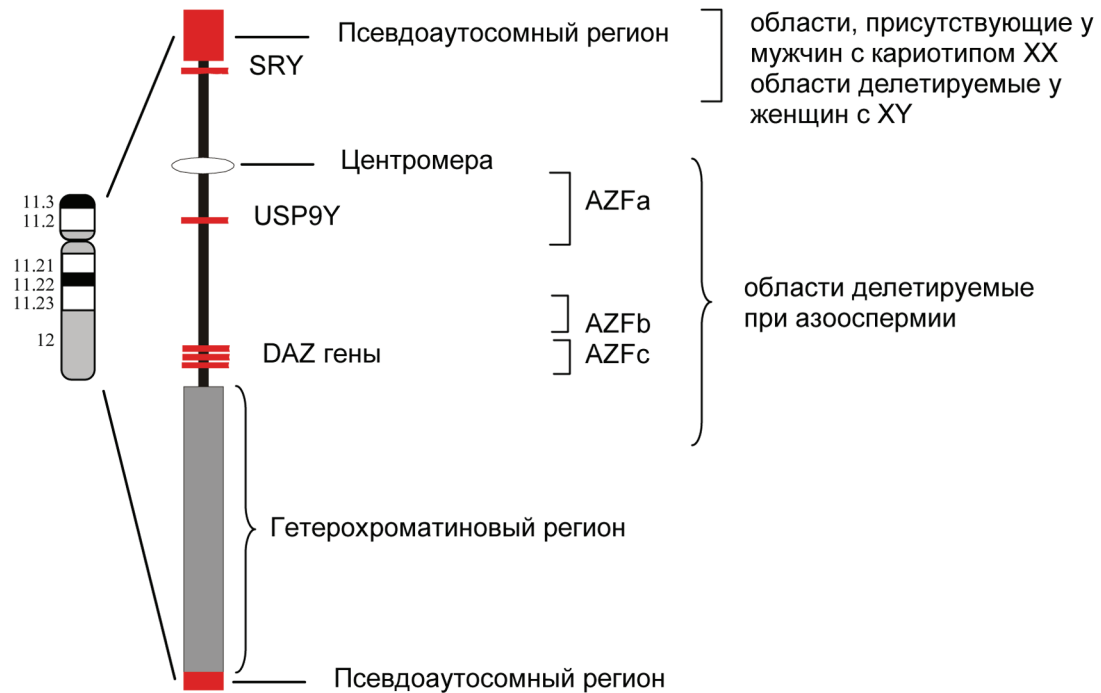 Псевдоаутосомный регион
SRY
области, присутствующие у
мужчин с кариотипом XX
области делетируемые у
женщин с XY
Центромера
11.3
11.2
USP9Y
AZFa
11.21
11.22
11.23
12
области делетируемые
при азооспермии
AZFb
DAZ гены
AZFc
Гетерохроматиновый регион
Псевдоаутосомный регион